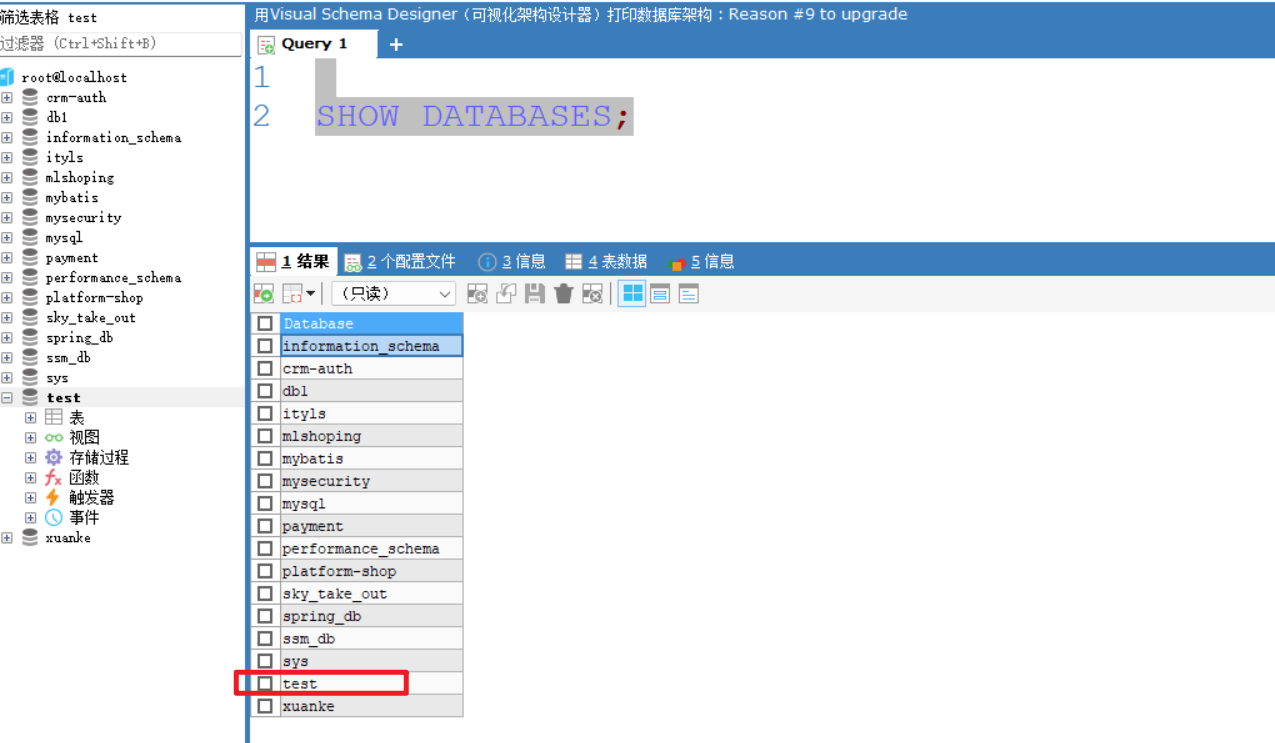 筛选表格 test
过滤器 (Ctrl+Shift+B)
root@localhost
crm-auth
db1
information_schema
ityls
mlshoping
mybatis
mysecurity
mysql
payment
performance_schema
platform-shop
sky_take_out
spring_db
ssm_db
sys
test
表
视图
存储过程
函数
触发器
事件
xuanke
用Visual Schema Designer（可视化架构设计器）打印数据库架构：Reason #9 to upgrade
Query 1 +
1
2 SHOW DATABASES;
1 结果 2 个配置文件 3 信息 4 表数据 5 信息
（只读）
Database
information_schema
crm-auth
db1
ityls
mlshoping
mybatis
mysecurity
mysql
payment
performance_schema
platform-shop
sky_take_out
spring_db
ssm_db
sys
test
xuanke